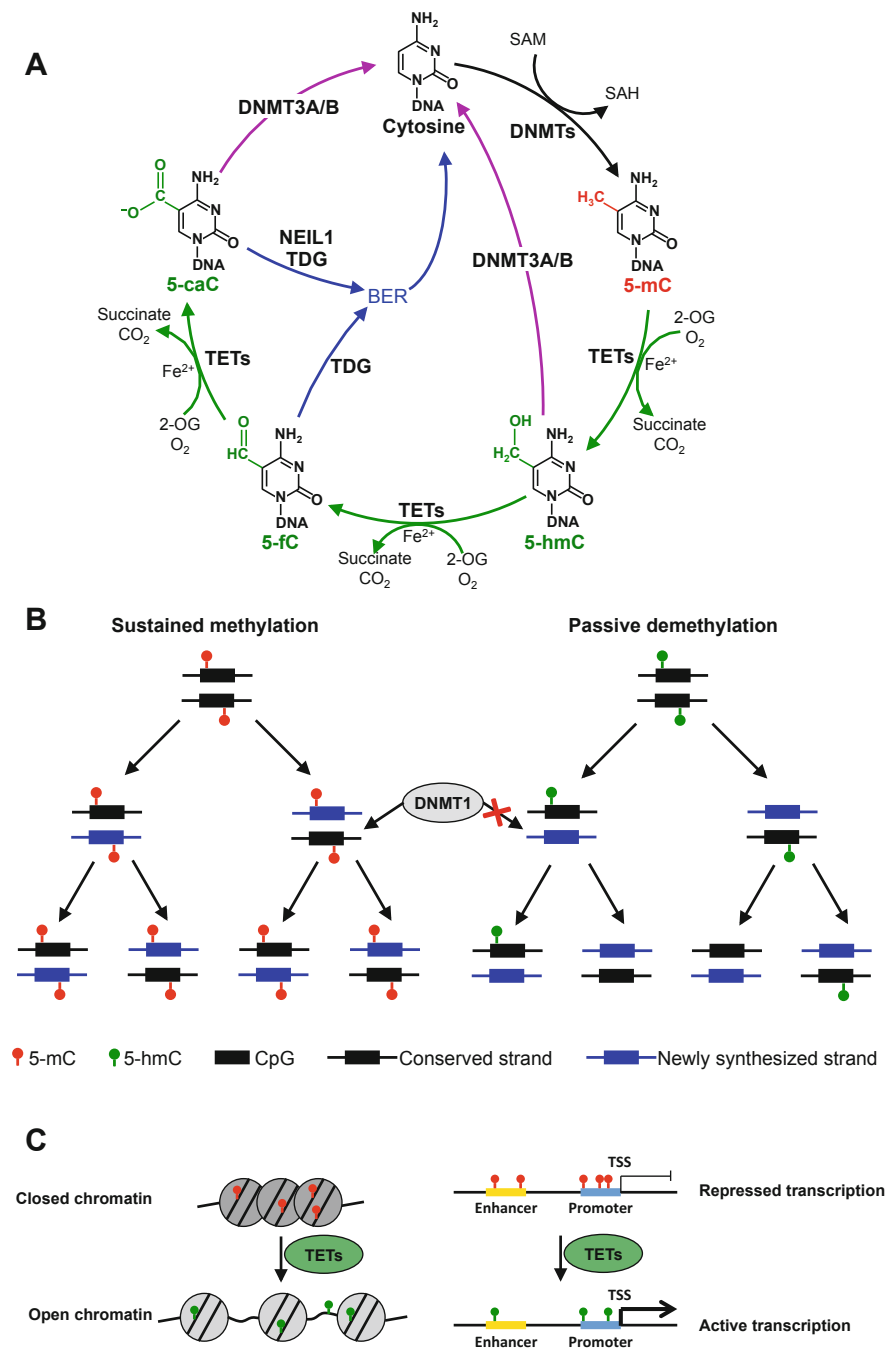 A
NH₂
N
N
O
DNA
Cytosine
SAM
SAH
DNMTs
DNMT3A/B
O
C
⁻O
NH₂
N
N
O
DNA
5-caC
NEIL1
TDG
BER
DNMT3A/B
H₃C
NH₂
N
N
O
DNA
5-mC
Succinate
CO₂
TETs
Fe²⁺
2-OG
O₂
TDG
TETs
2-OG
O₂
Fe²⁺
Succinate
CO₂
O
HC
NH₂
N
N
O
DNA
5-fC
OH
H₂C
NH₂
N
N
O
DNA
5-hmC
TETs
Fe²⁺
Succinate
CO₂
2-OG
O₂
B
Sustained methylation
Passive demethylation
DNMT1
5-mC
5-hmC
CpG
Conserved strand
Newly synthesized strand
C
Closed chromatin
TETs
Open chromatin
TSS
Enhancer
Promoter
Repressed transcription
TETs
TSS
Enhancer
Promoter
Active transcription